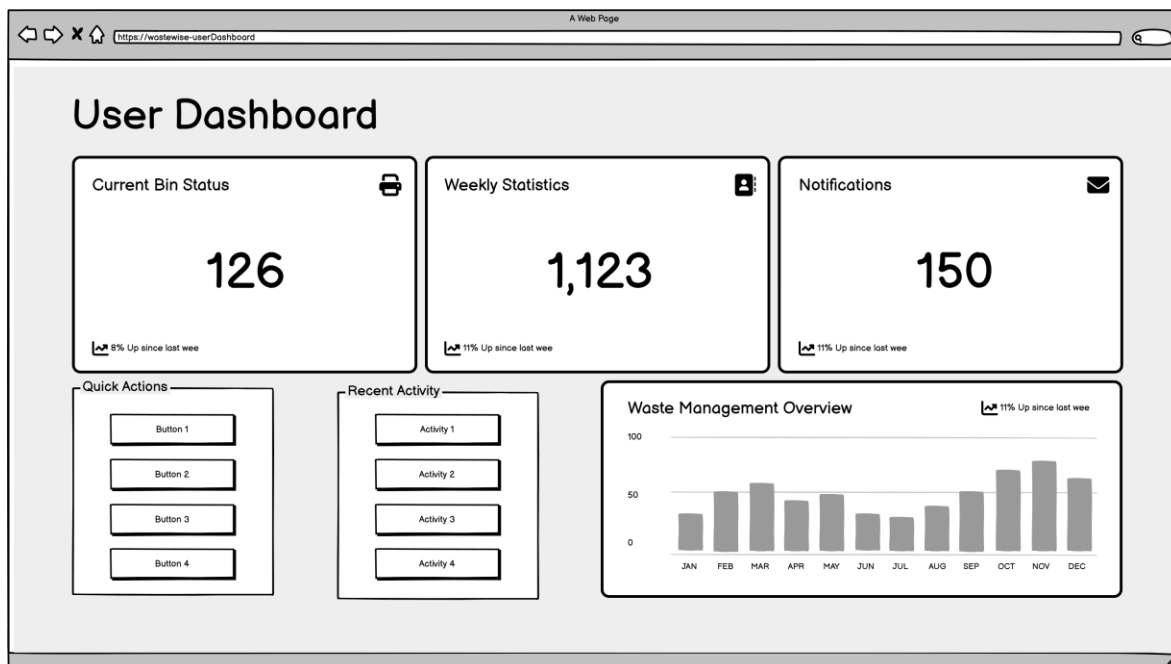 A Web Page
https://wastewise-userDashboard
User Dashboard
Current Bin Status
126
8% Up since last wee
Weekly Statistics
1,123
11% Up since last wee
Notifications
150
11% Up since last wee
Quick Actions
Button 1
Button 2
Button 3
Button 4
Recent Activity
Activity 1
Activity 2
Activity 3
Activity 4
Waste Management Overview
11% Up since last wee
100
50
0
JAN FEB MAR APR MAY JUN JUL AUG SEP OCT NOV DEC